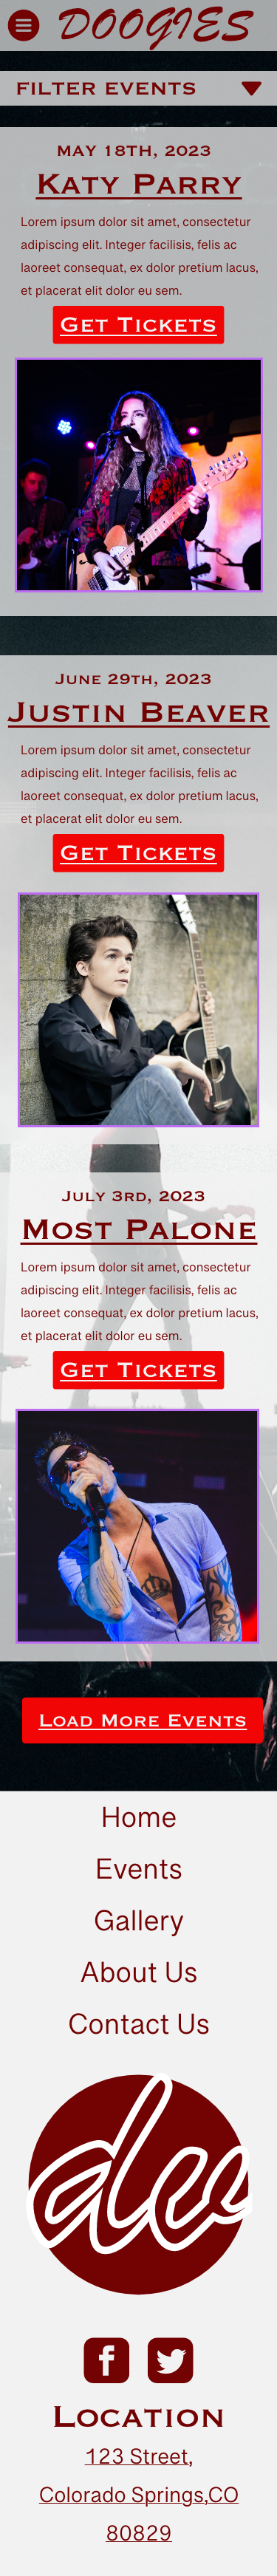 DOOGIES
FILTER EVENTS
MAY 18TH, 2023
KATY PARRY
Lorem ipsum dolor sit amet, consectetur
adipiscing elit. Integer facilisis, felis ac
laoreet consequat, ex dolor pretium lacus,
et placerat elit dolor eu sem.
GET TICKETS
JUNE 29TH, 2023
JUSTIN BEAVER
Lorem ipsum dolor sit amet, consectetur
adipiscing elit. Integer facilisis, felis ac
laoreet consequat, ex dolor pretium lacus,
et placerat elit dolor eu sem.
GET TICKETS
JULY 3RD, 2023
MOST PALONE
Lorem ipsum dolor sit amet, consectetur
adipiscing elit. Integer facilisis, felis ac
laoreet consequat, ex dolor pretium lacus,
et placerat elit dolor eu sem.
GET TICKETS
LOAD MORE EVENTS
Home
Events
Gallery
About Us
Contact Us
LOCATION
123 Street,
Colorado Springs,CO
80829